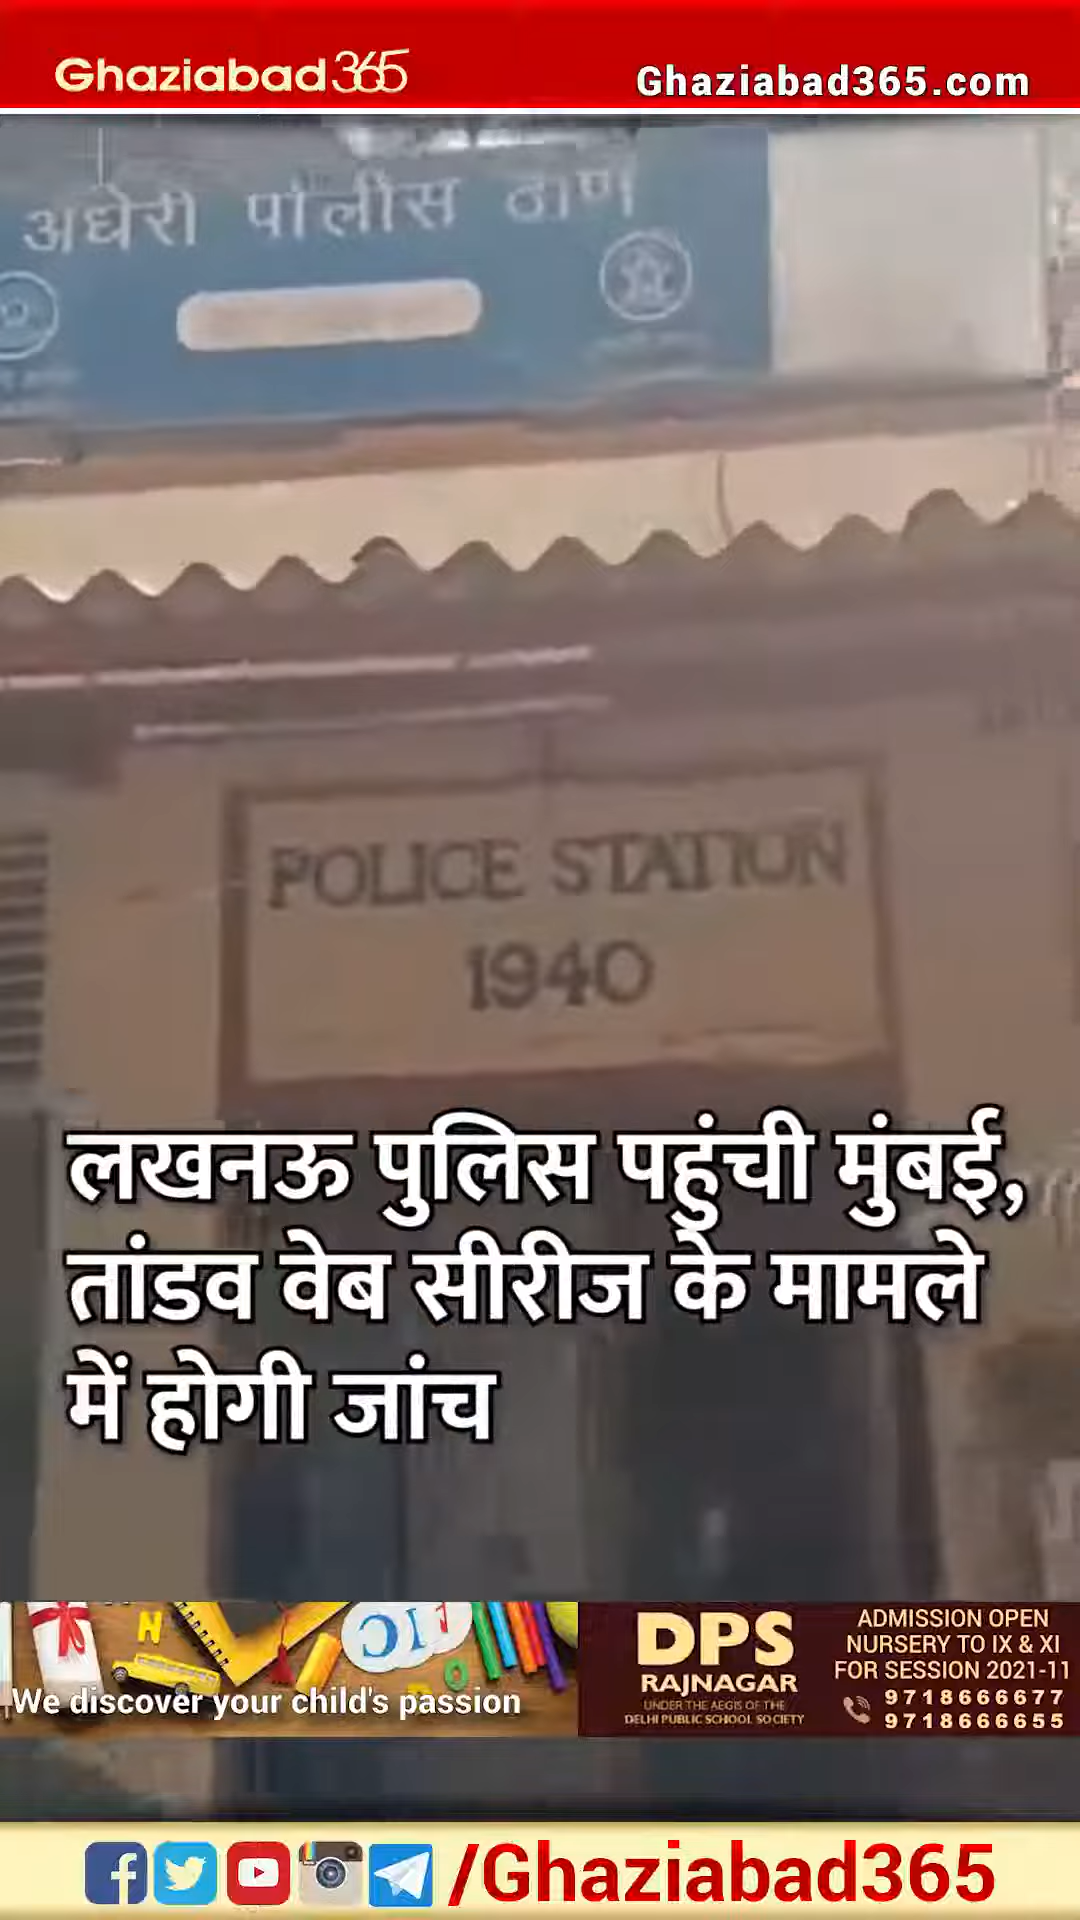 Ghaziabad365
Ghaziabad365.com
अंधेरी पोलीस ठाणे
POLICE STATION
1940
लखनऊ पुलिस पहुंची मुंबई,
तांडव वेब सीरीज के मामले
में होगी जांच
We discover your child's passion
DPS
RAJNAGAR
UNDER THE AEGIS OF THE
DELHI PUBLIC SCHOOL SOCIETY
ADMISSION OPEN
NURSERY TO IX & XI
FOR SESSION 2021-11
9718666677
9718666655
/Ghaziabad365